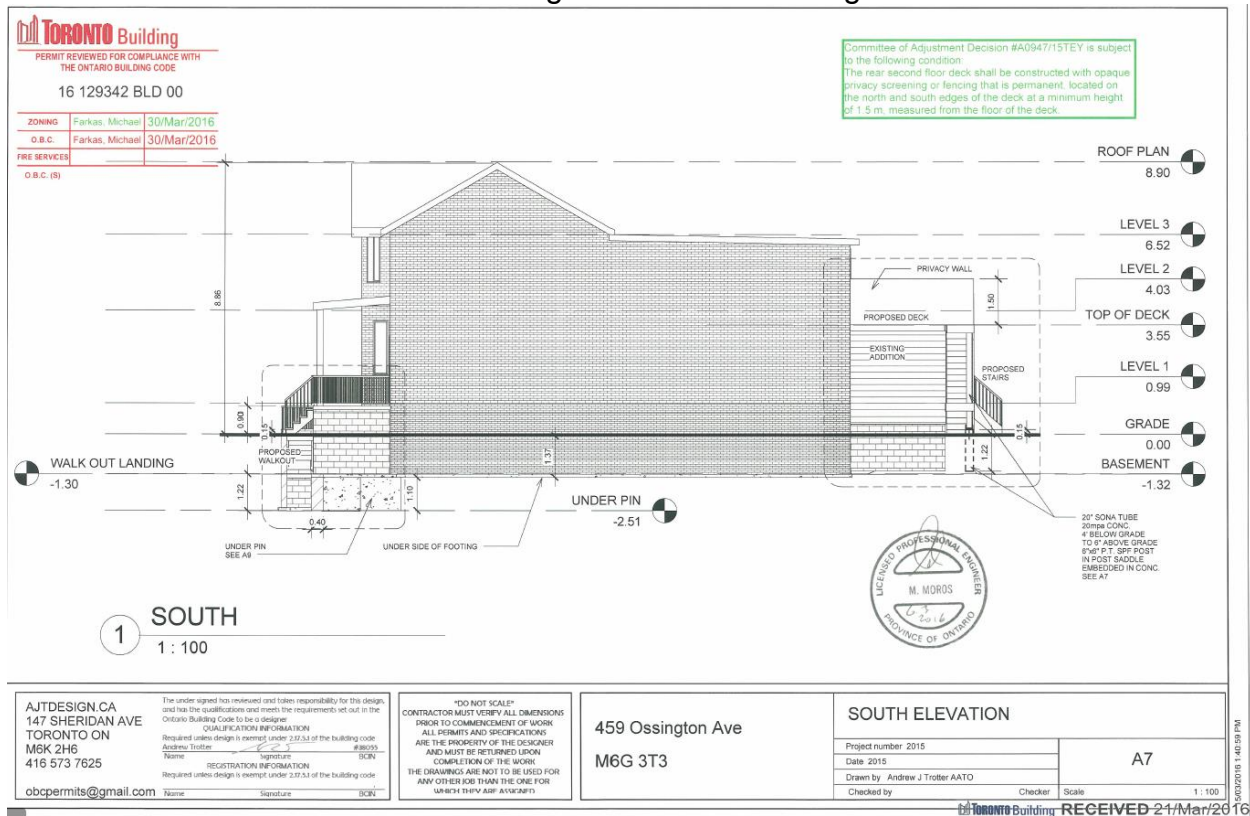 TORONTO Building
PERMIT REVIEWED FOR COMPLIANCE WITH
THE ONTARIO BUILDING CODE
16 129342 BLD 00
ZONING Farkas, Michael 30/Mar/2016
O.B.C. Farkas, Michael 30/Mar/2016
FIRE SERVICES
O.B.C. (S)
Committee of Adjustment Decision #A0947/15TEY is subject
to the following condition:
The rear second floor deck shall be constructed with opaque
privacy screening or fencing that is permanent, located on
the north and south edges of the deck at a minimum height
of 1.5 m, measured from the floor of the deck.
ROOF PLAN
8.90
LEVEL 3
6.52
LEVEL 2
4.03
TOP OF DECK
3.55
LEVEL 1
0.99
GRADE
0.00
BASEMENT
-1.32
PRIVACY WALL
1.50
PROPOSED DECK
EXISTING
ADDITION
PROPOSED
STAIRS
8.86
0.90
0.15
PROPOSED
WALKOUT
1.37
0.15
1.22
WALK OUT LANDING
-1.30
1.22
1.10
0.40
UNDER PIN
-2.51
UNDER PIN
SEE A9
UNDER SIDE OF FOOTING
20" SONA TUBE
20mpa CONC.
4' BELOW GRADE
TO 6" ABOVE GRADE
6"x6" P.T. SPF POST
IN POST SADDLE
EMBEDDED IN CONC.
SEE A7
LICENSED PROFESSIONAL ENGINEER
M. MOROS
2016
PROVINCE OF ONTARIO
1
SOUTH
1 : 100
AJTDESIGN.CA
147 SHERIDAN AVE
TORONTO ON
M6K 2H6
416 573 7625
obcpermits@gmail.com
The under signed has reviewed and takes responsibility for this design,
and has the qualifications and meets the requirements set out in the
Ontario Building Code to be a designer
QUALIFICATION INFORMATION
Required unless design is exempt under 2.17.5.1 of the building code
Andrew Trotter #38055
Name Signature BCIN
REGISTRATION INFORMATION
Required unless design is exempt under 2.17.5.1 of the building code
Name Signature BCIN
"DO NOT SCALE"
CONTRACTOR MUST VERIFY ALL DIMENSIONS
PRIOR TO COMMENCEMENT OF WORK
ALL PERMITS AND SPECIFICATIONS
ARE THE PROPERTY OF THE DESIGNER
AND MUST BE RETURNED UPON
COMPLETION OF THE WORK
THE DRAWINGS ARE NOT TO BE USED FOR
ANY OTHER JOB THAN THE ONE FOR
WHICH THEY ARE ASSIGNED
459 Ossington Ave
M6G 3T3
SOUTH ELEVATION
Project number 2015
Date 2015
Drawn by Andrew J Trotter AATO
Checked by Checker
A7
Scale 1 : 100
5/03/2016 1:40:59 PM
TORONTO Building RECEIVED 21/Mar/2016